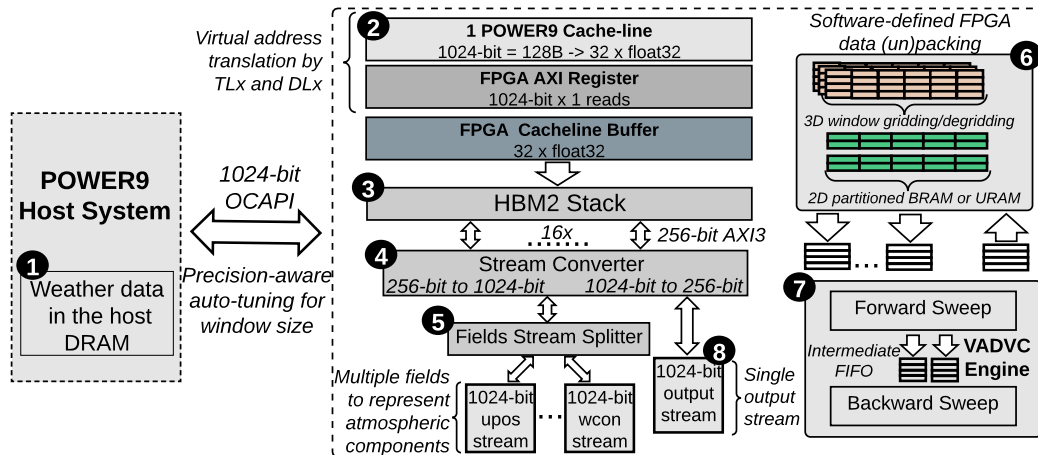 POWER9
Host System
1
Weather data
in the host
DRAM
1024-bit
OCAPI
Precision-aware
auto-tuning for
window size
Virtual address
translation by
TLx and DLx
2
1 POWER9 Cache-line
1024-bit = 128B -> 32 x float32
FPGA AXI Register
1024-bit x 1 reads
FPGA  Cacheline Buffer
32 x float32
3
HBM2 Stack
16x
.......
256-bit AXI3
4
Stream Converter
256-bit to 1024-bit
1024-bit to 256-bit
5
Fields Stream Splitter
Multiple fields
to represent
atmospheric
components
1024-bit
upos
stream
...
1024-bit
wcon
stream
8
1024-bit
output
stream
Single
output
stream
Software-defined FPGA
data (un)packing
6
3D window gridding/degridding
2D partitioned BRAM or URAM
...
7
Forward Sweep
Intermediate
FIFO
VADVC
Engine
Backward Sweep